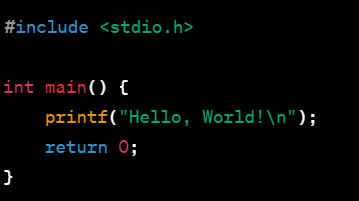 #include <stdio.h>
int main() {
    printf("Hello, World!\n");
    return 0;
}